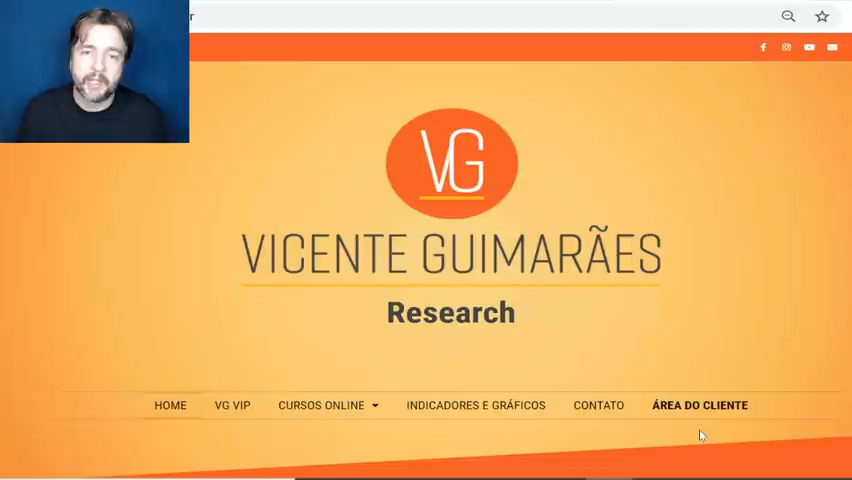 r
VG
VICENTE GUIMARÃES
Research
HOME VG VIP CURSOS ONLINE INDICADORES E GRÁFICOS CONTATO ÁREA DO CLIENTE